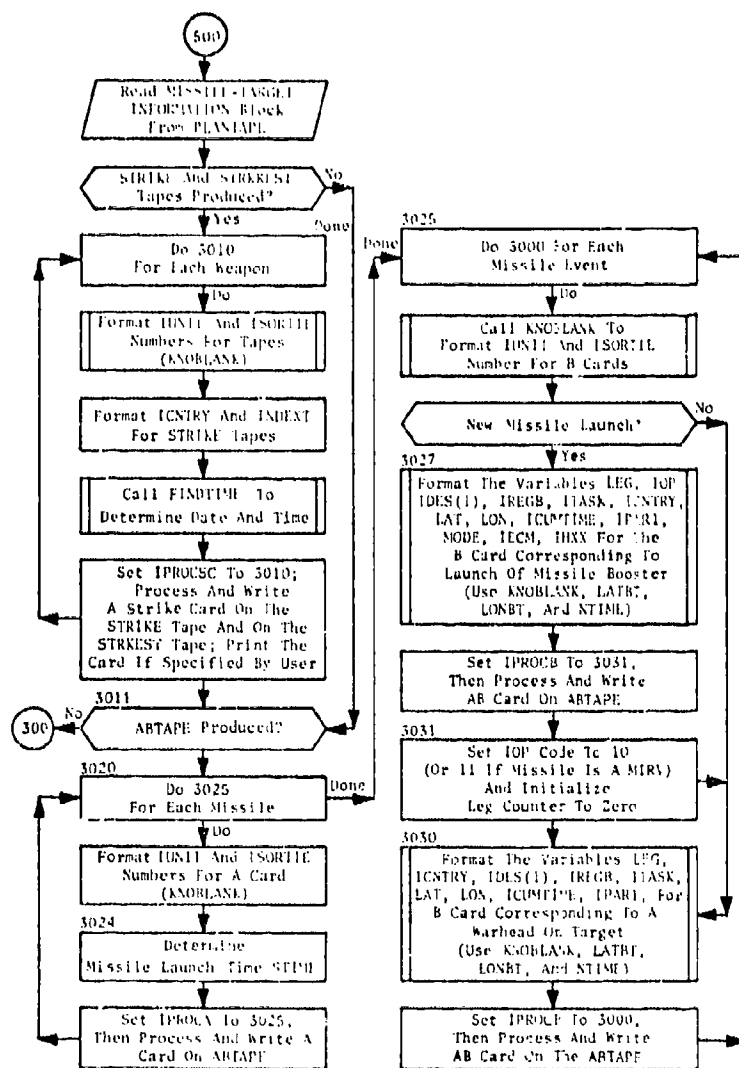 500
Read MISSILE-TARGET
INFORMATION Block
From PLANTAPE
STRIKE And STRKREST
Tapes Produced?
No
Yes
Done
Do 3010
For Each Weapon
Do
Format IUNIT And ISORTIE
Numbers For Tapes
(KNOBLANK)
Format ICNTRY And INDEXT
For STRIKE Tapes
Call FINDTIME To
Determine Date And Time
Set IPROCSC To 3010;
Process And Write
A Strike Card On The
STRIKE Tape And On The
STRKEST Tape; Print The
Card If Specified By User
3011
300
No
ABTAPE Produced?
3020
Do 3025
For Each Missile
Done
Do
Format IUNIT And ISORTIE
Numbers For A Card
(KNOBLANK)
3024
Determine
Missile Launch Time
Set IPROCA To 3025,
Then Process And Write A
Card On ABTAPE
3025
Done
Do 3000 For Each
Missile Event
Do
Call KNOBLANK To
Format IUNIT And ISORTIE
Number For B Cards
New Missile Launch?
No
Yes
3027
Format The Variables LEG, IOP
IDES(1), IREGB, ITASK, ICNTRY,
LAT, LON, ICUMTIME, IPAR1,
MODE, IECM, IHXX For The
B Card Corresponding To
Launch Of Missile Booster
(Use KNOBLANK, LATBT,
LONBT, And NTIME)
Set IPROCB To 3031,
Then Process And Write
AB Card On ABTAPE
3031
Set IOP Code To 10
(Or 11 If Missile Is A MIRV)
And Initialize
Leg Counter To Zero
3030
Format The Variables LEG,
ICNTRY, IDES(1), IREGB, ITASK,
LAT, LON, ICUMTIME, IPAR1, For
B Card Corresponding To A
Warhead On Target
(Use KNOBLANK, LATBT,
LONBT, And NTIME)
Set To 3000,
Then Process And Write
AB Card On The ABTAPE